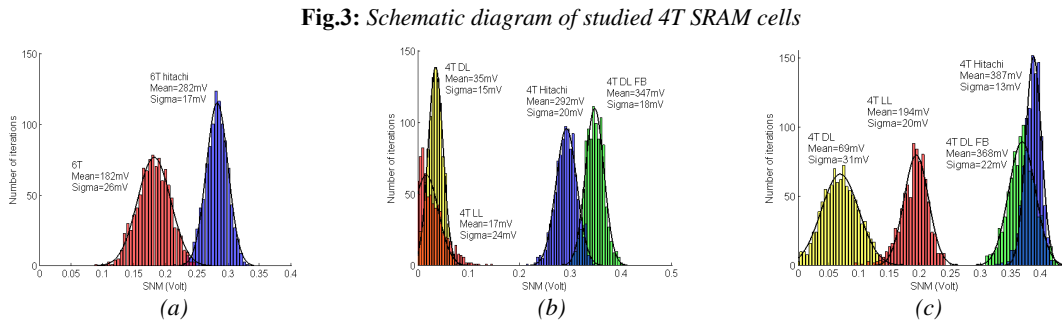 Fig.3: Schematic diagram of studied 4T SRAM cells
150
100
50
0
Number of iterations
6T hitachi
Mean=282mV
Sigma=17mV
6T
Mean=182mV
Sigma=26mV
0 0.05 0.1 0.15 0.2 0.25 0.3 0.35 0.4
SNM (Volt)
(a)
150
100
50
0
Number of iterations
4T DL
Mean=35mV
Sigma=15mV
4T LL
Mean=17mV
Sigma=24mV
4T Hitachi
Mean=292mV
Sigma=20mV
4T DL FB
Mean=347mV
Sigma=18mV
0 0.1 0.2 0.3 0.4 0.5
SNM (Volt)
(b)
150
100
50
0
Number of iterations
4T DL
Mean=69mV
Sigma=31mV
4T LL
Mean=194mV
Sigma=20mV
4T Hitachi
Mean=387mV
Sigma=13mV
4T DL FB
Mean=368mV
Sigma=22mV
0 0.05 0.1 0.15 0.2 0.25 0.3 0.35 0.4
SNM (Volt)
(c)